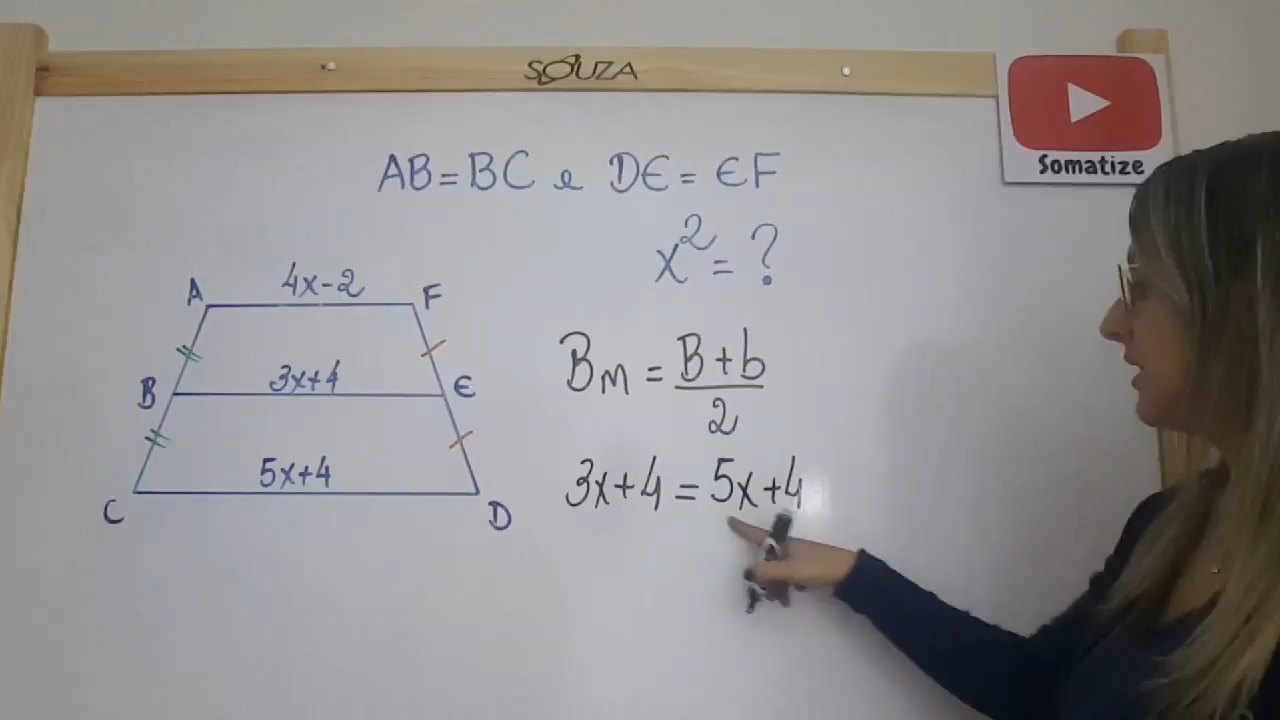 SOUZA
Somatize
AB=BC e DE=EF
x²=?
A
4x-2
F
B
3x+4
E
C
5x+4
D
BM = B+b
2
3x+4=5x+4